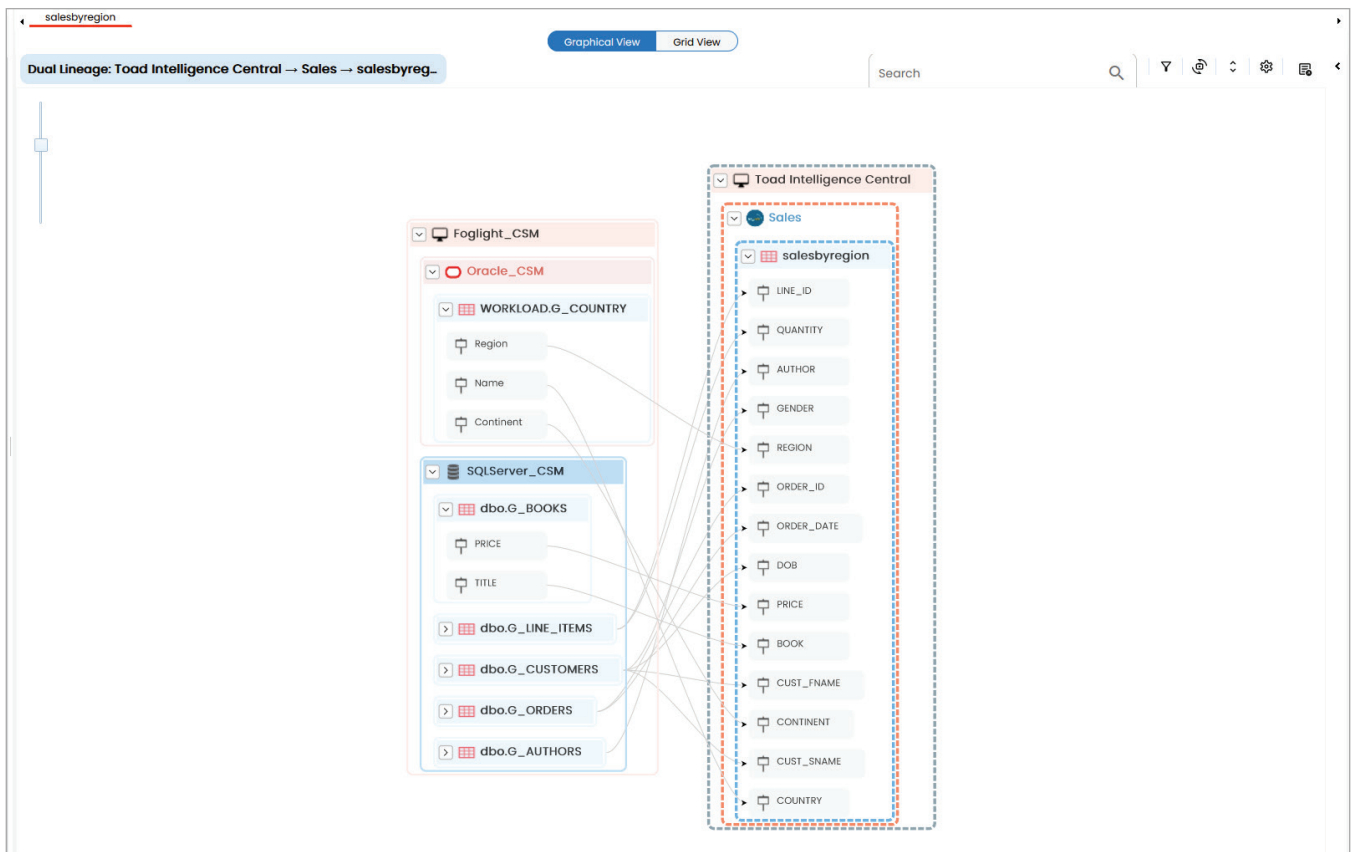 salesbyregion
Graphical View Grid View
Dual Lineage: Toad Intelligence Central → Sales → salesbyreg...
Search
Foglight_CSM
Oracle_CSM
WORKLOAD.G_COUNTRY
Region
Name
Continent
SQLServer_CSM
dbo.G_BOOKS
PRICE
TITLE
dbo.G_LINE_ITEMS
dbo.G_CUSTOMERS
dbo.G_ORDERS
dbo.G_AUTHORS
Toad Intelligence Central
Sales
salesbyregion
LINE_ID
QUANTITY
AUTHOR
GENDER
REGION
ORDER_ID
ORDER_DATE
DOB
PRICE
BOOK
CUST_FNAME
CONTINENT
CUST_SNAME
COUNTRY